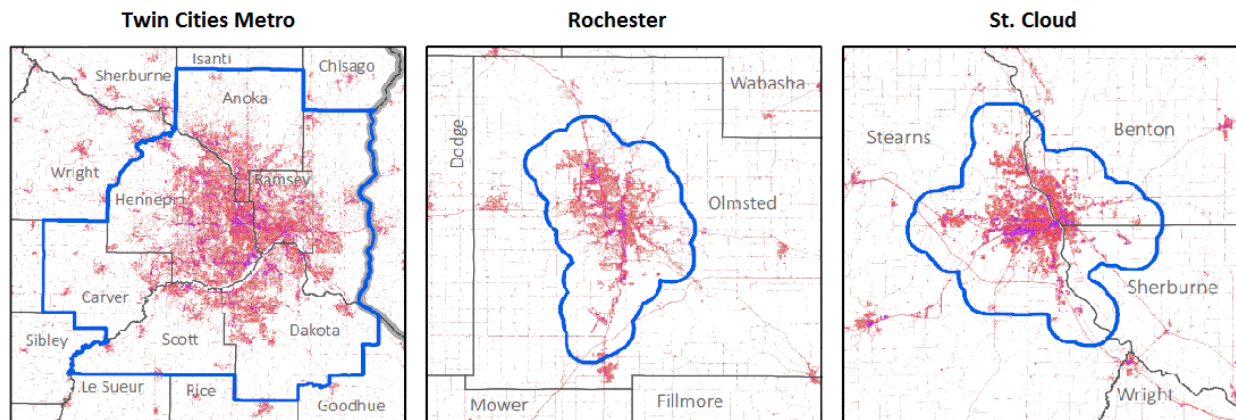 Twin Cities Metro
Rochester
St. Cloud
Isanti
Sherburne
Chisago
Anoka
Wright
Hennepin
Ramsey
Carver
Scott
Dakota
Sibley
Le Sueur
Rice
Goodhue
Wabasha
Dodge
Olmsted
Mower
Fillmore
Stearns
Benton
Sherburne
Wright